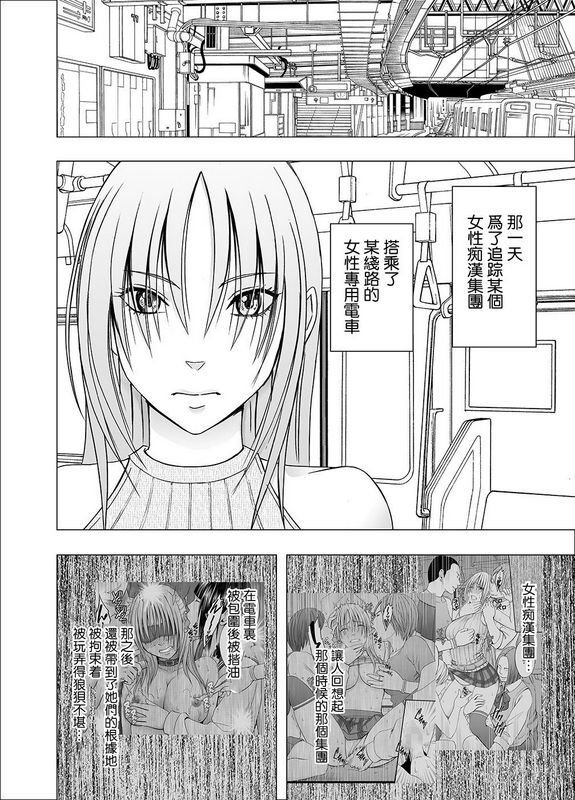 那一天
爲了追踪某個
女性痴漢集團
搭乘了
某綫路的
女性專用電車
女性痴漢集團…
讓人回想起
那個時候的那個集團
在電車裏
被包圍後被揩油
那之後
還被帶到了她們的根據地…
被拘束着
被玩弄得狼狽不堪…